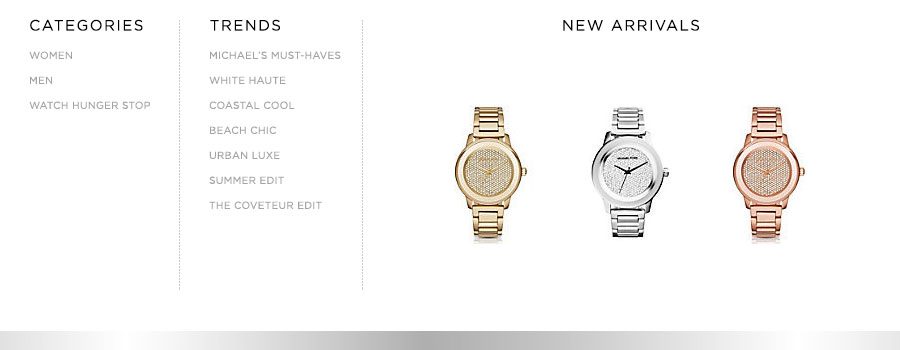 CATEGORIES
WOMEN
MEN
WATCH HUNGER STOP
TRENDS
MICHAEL'S MUST-HAVES
WHITE HAUTE
COASTAL COOL
BEACH CHIC
URBAN LUXE
SUMMER EDIT
THE COVETEUR EDIT
NEW ARRIVALS
MICHAEL KORS